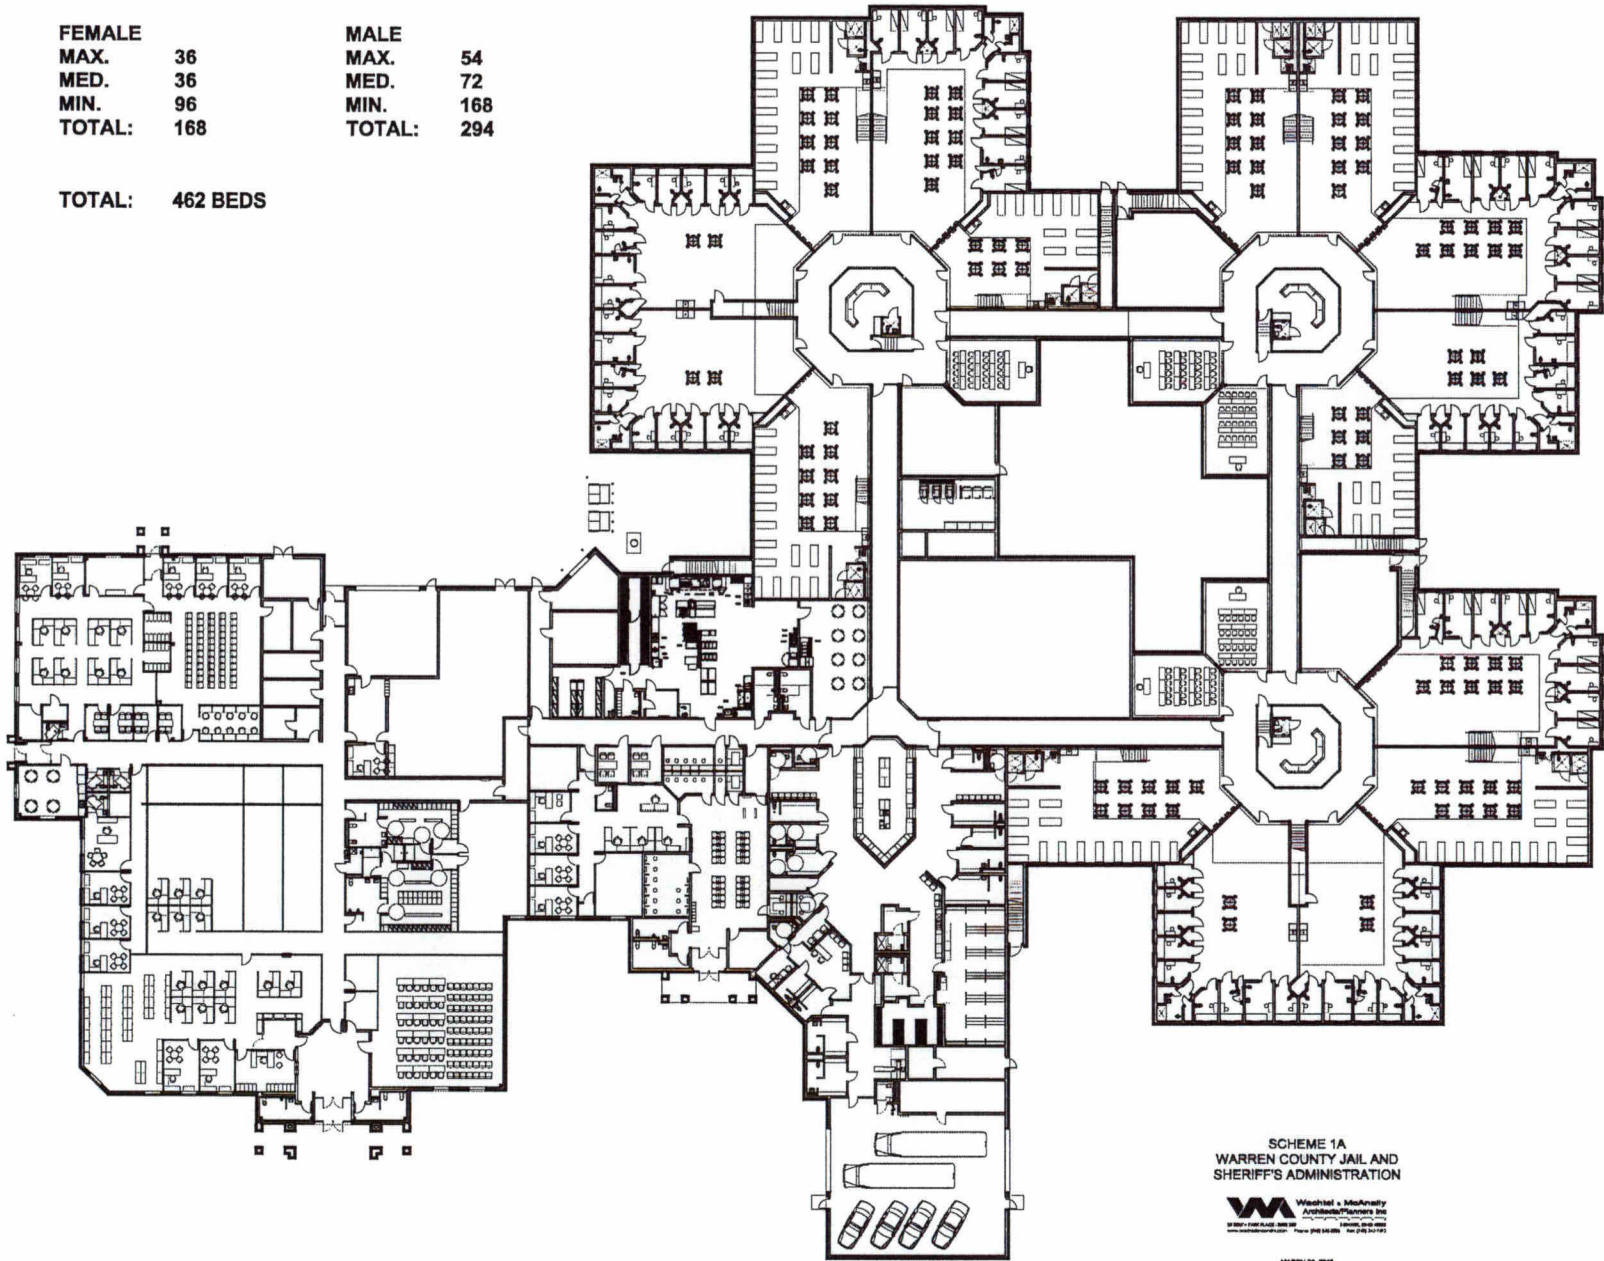 FEMALE
MAX. 36
MED. 36
MIN. 96
TOTAL: 168
MALE
MAX. 54
MED. 72
MIN. 168
TOTAL: 294
TOTAL: 462 BEDS
SCHEME 1A
WARREN COUNTY JAIL AND
SHERIFF'S ADMINISTRATION
Wachtel & McAnally
Architects/Planners Inc